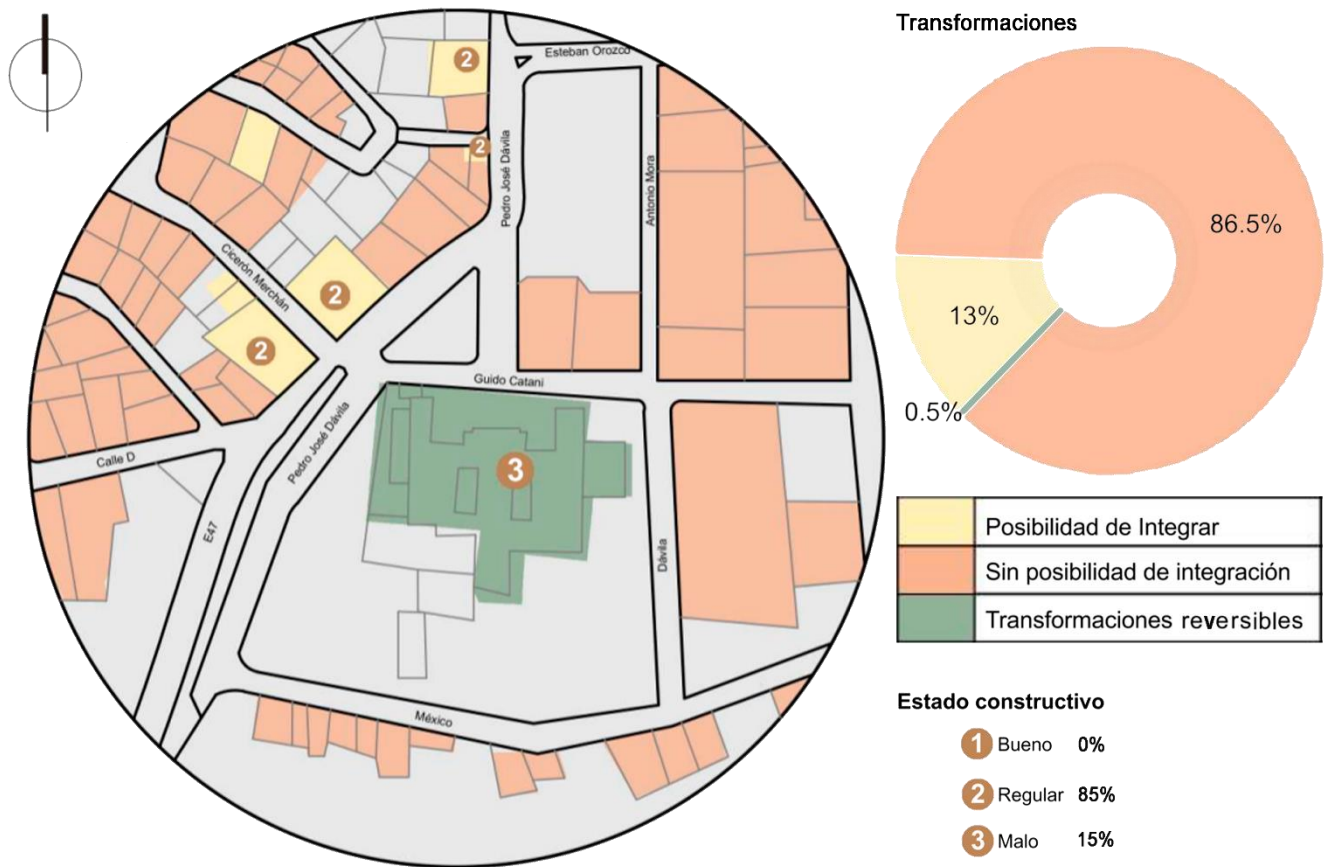 Transformaciones
Esteban Orozco
2
2
Pedro José Dávila
Antonio Mora
86.5%
Cicerón Merchán
2
13%
2
Guido Catani
0.5%
Pedro José Dávila
3
Calle D
E47
Dávila
México
Posibilidad de Integrar
Sin posibilidad de integración
Transformaciones reversibles
Estado constructivo
1 Bueno 0%
2 Regular 85%
3 Malo 15%